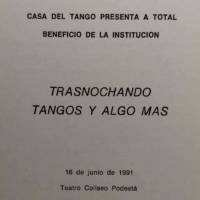 CASA DEL TANGO PRESENTA A TOTAL
BENEFICIO DE LA INSTITUCION
TRASNOCHANDO
TANGOS Y ALGO MAS
16 de junio de 1991
Teatro Coliseo Podestá